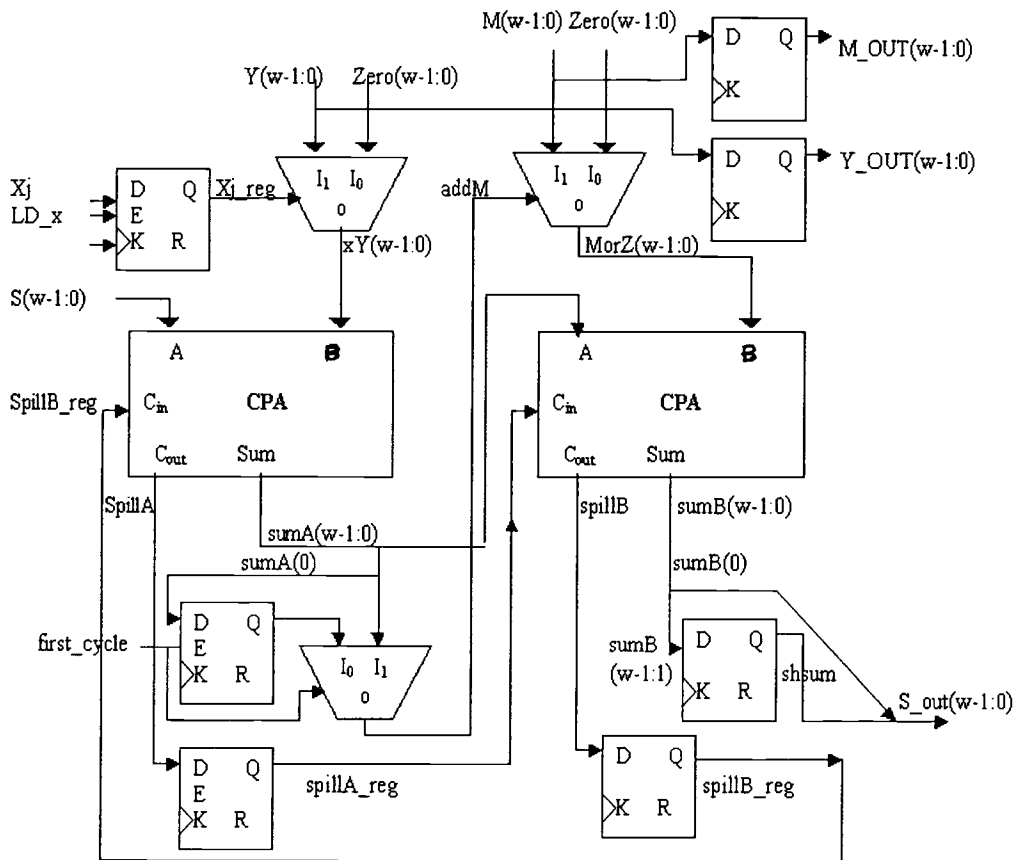 M(w-1:0) Zero(w-1:0)
D Q
K
M_OUT(w-1:0)
Y(w-1:0) Zero(w-1:0)
D Q
K
Y_OUT(w-1:0)
Xj
LD_x
D Q
E
K R
Xj_reg
I1 I0
0
addM
I1 I0
0
xY(w-1:0)
MorZ(w-1:0)
S(w-1:0)
A B
SpillB_reg
Cin CPA
Cout Sum
A B
Cin CPA
Cout Sum
SpillA
sumA(w-1:0)
sumA(0)
spillB
sumB(w-1:0)
sumB(0)
first_cycle
D Q
E
K R
I0 I1
0
sumB
(w-1:1)
D Q
K R
shsum
S_out(w-1:0)
D Q
E
K R
spillA_reg
D Q
K R
spillB_reg